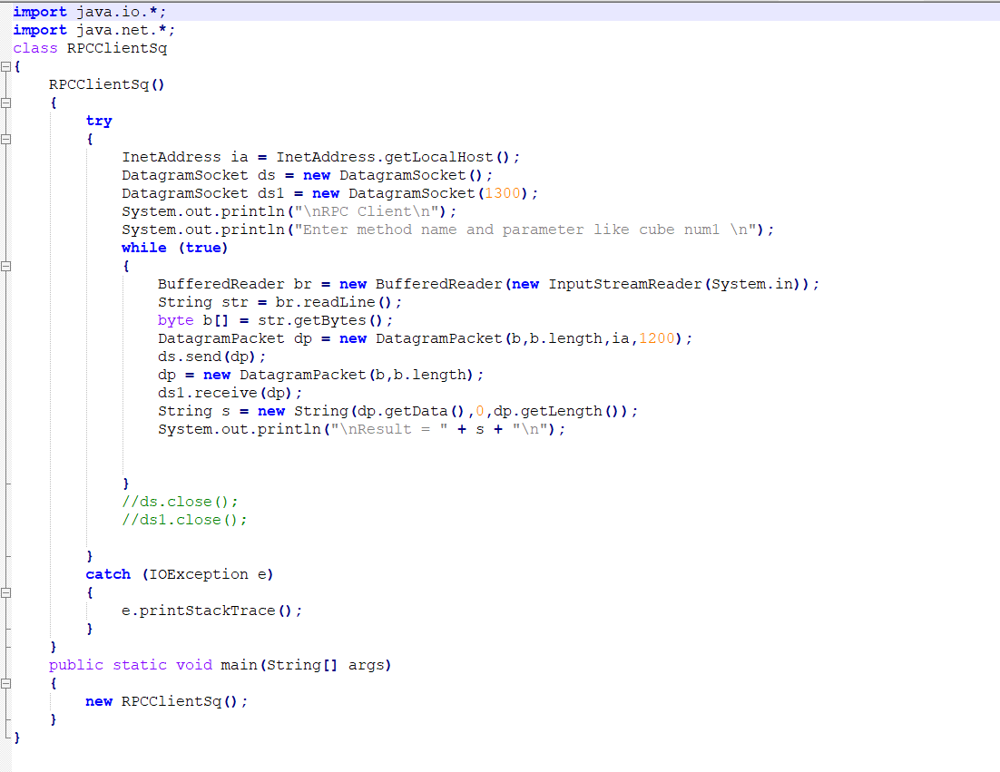 import java.io.*;
import java.net.*;
class RPCClientSq
{
    RPCClientSq()
    {
        try
        {
            InetAddress ia = InetAddress.getLocalHost();
            DatagramSocket ds = new DatagramSocket();
            DatagramSocket ds1 = new DatagramSocket(1300);
            System.out.println("\nRPC Client\n");
            System.out.println("Enter method name and parameter like cube num1 \n");
            while (true)
            {
                BufferedReader br = new BufferedReader(new InputStreamReader(System.in));
                String str = br.readLine();
                byte b[] = str.getBytes();
                DatagramPacket dp = new DatagramPacket(b,b.length,ia,1200);
                ds.send(dp);
                dp = new DatagramPacket(b,b.length);
                ds1.receive(dp);
                String s = new String(dp.getData(),0,dp.getLength());
                System.out.println("\nResult = " + s + "\n");
            }
            //ds.close();
            //ds1.close();
        }
        catch (IOException e)
        {
            e.printStackTrace();
        }
    }
    public static void main(String[] args)
    {
        new RPCClientSq();
    }
}